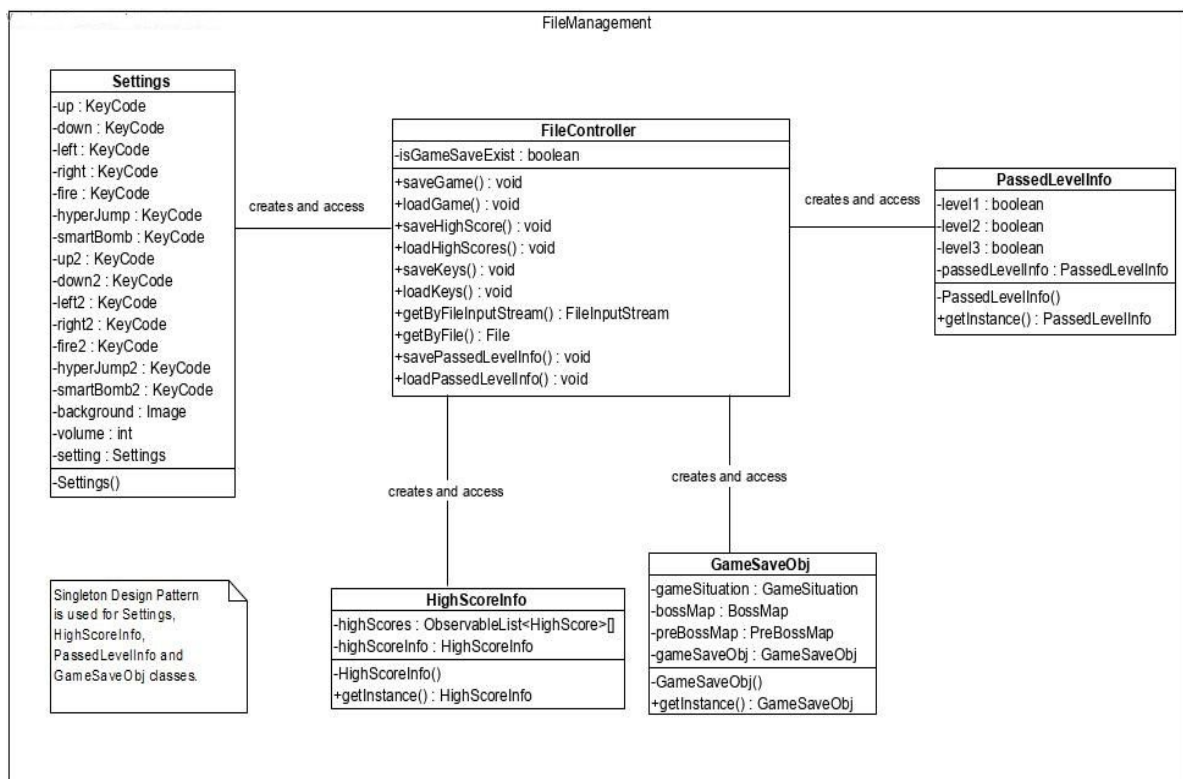 FileManagement
Settings
-up : KeyCode
-down : KeyCode
-left : KeyCode
-right : KeyCode
-fire : KeyCode
-hyperJump : KeyCode
-smartBomb : KeyCode
-up2 : KeyCode
-down2 : KeyCode
-left2 : KeyCode
-right2 : KeyCode
-fire2 : KeyCode
-hyperJump2 : KeyCode
-smartBomb2 : KeyCode
-background : Image
-volume : int
-setting : Settings
-Settings()
creates and access
FileController
-isGameSaveExist : boolean
+saveGame() : void
+loadGame() : void
+saveHighScore() : void
+loadHighScores() : void
+saveKeys() : void
+loadKeys() : void
+getByFileInputStream() : FileInputStream
+getByFile() : File
+savePassedLevelInfo() : void
+loadPassedLevelInfo() : void
creates and access
PassedLevelInfo
-level1 : boolean
-level2 : boolean
-level3 : boolean
-passedLevelInfo : PassedLevelInfo
-PassedLevelInfo()
+getInstance() : PassedLevelInfo
creates and access
creates and access
Singleton Design Pattern
is used for Settings,
HighScoreInfo,
PassedLevelInfo and
GameSaveObj classes.
HighScoreInfo
-highScores : ObservableList<HighScore>[]
-highScoreInfo : HighScoreInfo
-HighScoreInfo()
+getInstance() : HighScoreInfo
GameSaveObj
-gameSituation : GameSituation
-bossMap : BossMap
-preBossMap : PreBossMap
-gameSaveObj : GameSaveObj
-GameSaveObj()
+getInstance() : GameSaveObj